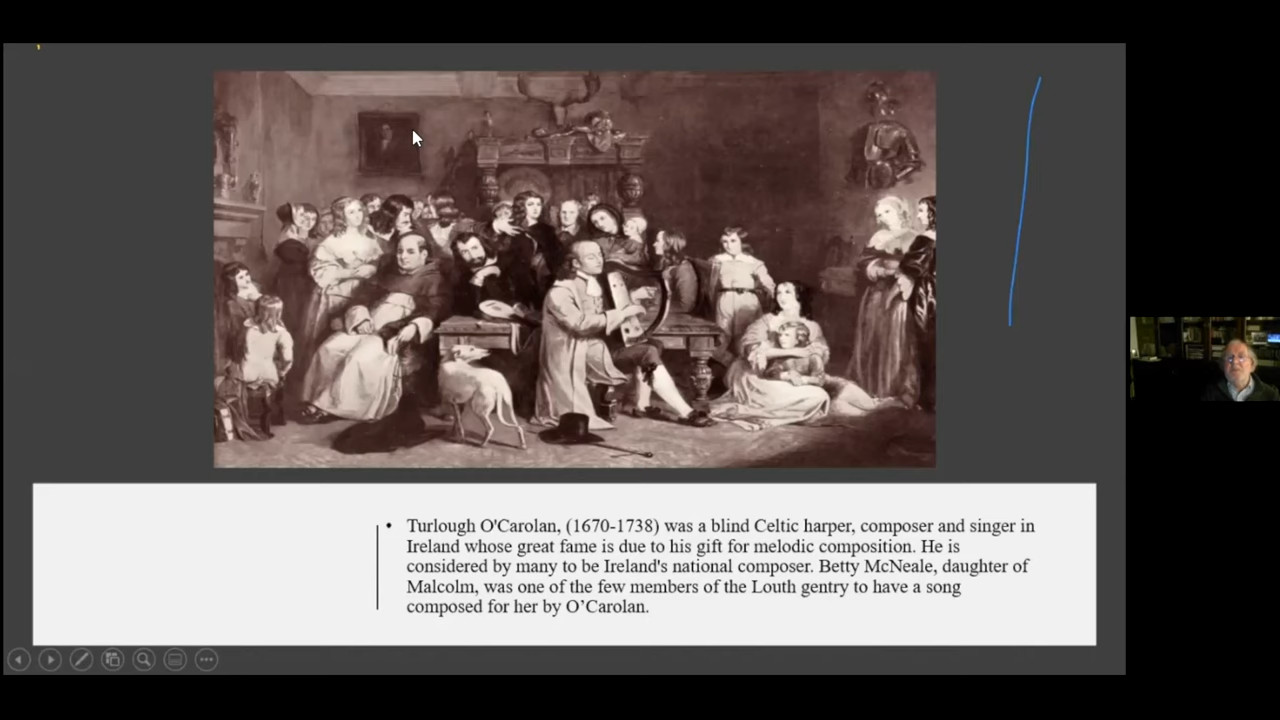 • Turlough O'Carolan, (1670-1738) was a blind Celtic harper, composer and singer in
Ireland whose great fame is due to his gift for melodic composition. He is
considered by many to be Ireland's national composer. Betty McNeale, daughter of
Malcolm, was one of the few members of the Louth gentry to have a song
composed for her by O’Carolan.